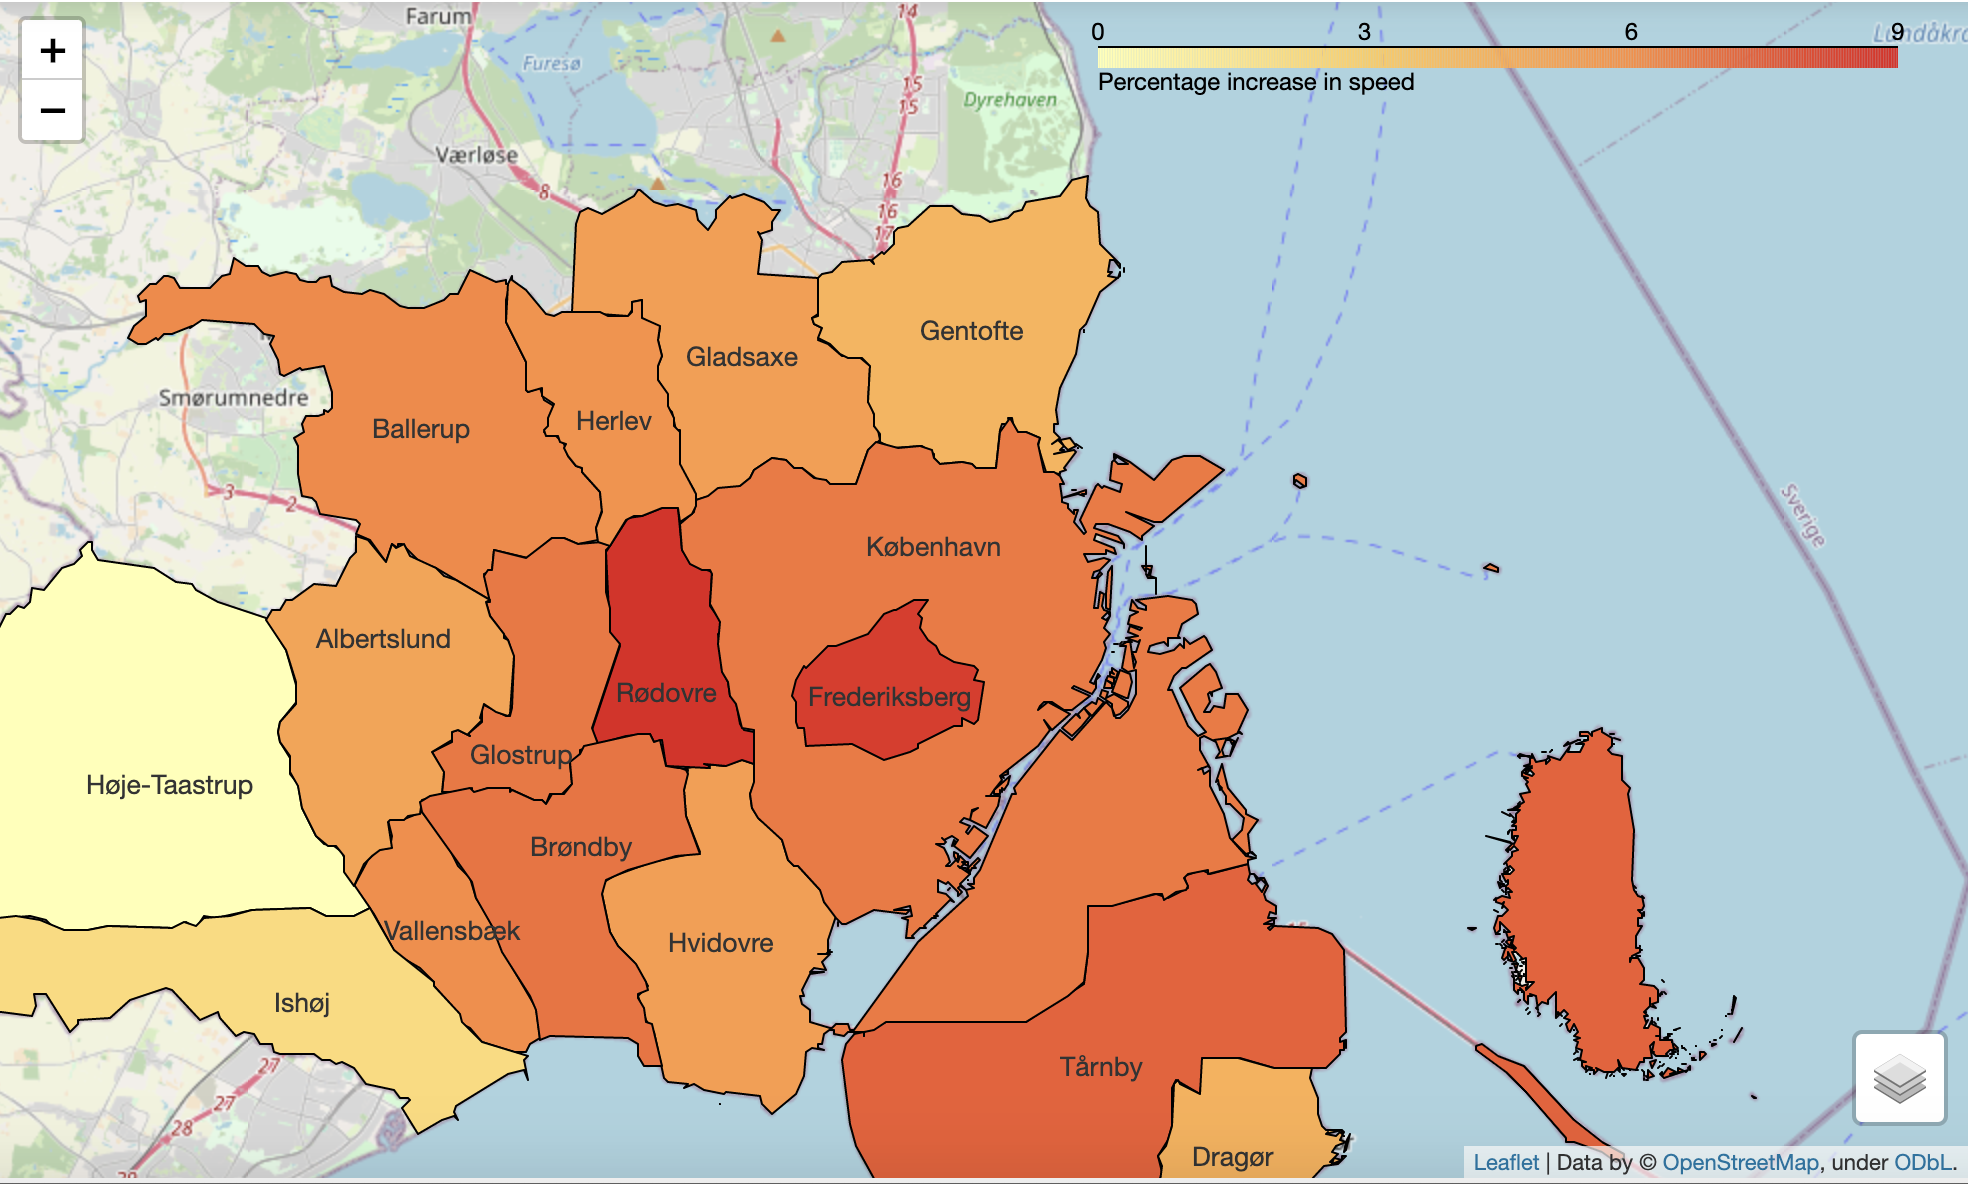 Farum
14
0 3 6 9
Percentage increase in speed
+
−
Furesø
15
15
Dyrehaven
Værløse
8
16
16
17
Gentofte
Gladsaxe
Smørumnedre
Herlev
Ballerup
3
2
Sverige
København
Albertslund
Rødovre
Frederiksberg
Glostrup
Høje-Taastrup
Brøndby
Vallensbæk
Hvidovre
Ishøj
27
Tårnby
27
28
Dragør
Leaflet | Data by © OpenStreetMap, under ODbL.